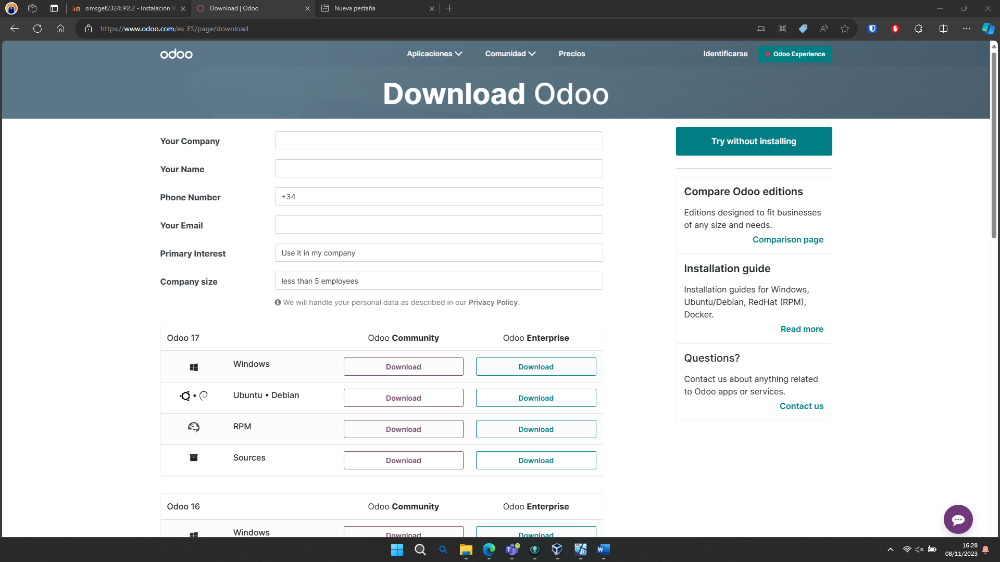 simsget2324: P2.2 - Instalación W
Download | Odoo
Nueva pestaña
https://www.odoo.com/es_ES/page/download
odoo
Aplicaciones
Comunidad
Precios
Identificarse
Odoo Experience
Download Odoo
Your Company
Your Name
Phone Number
+34
Your Email
Primary Interest
Use it in my company
Company size
less than 5 employees
We will handle your personal data as described in our Privacy Policy.
Try without installing
Compare Odoo editions
Editions designed to fit businesses
of any size and needs.
Comparison page
Installation guide
Installation guides for Windows,
Ubuntu/Debian, RedHat (RPM),
Docker.
Read more
Questions?
Contact us about anything related
to Odoo apps or services.
Contact us
Odoo 17 Odoo Community Odoo Enterprise
Windows Download Download
Ubuntu • Debian Download Download
RPM Download Download
Sources Download Download
Odoo 16 Odoo Community Odoo Enterprise
Windows Download Download
16:28
08/11/2023